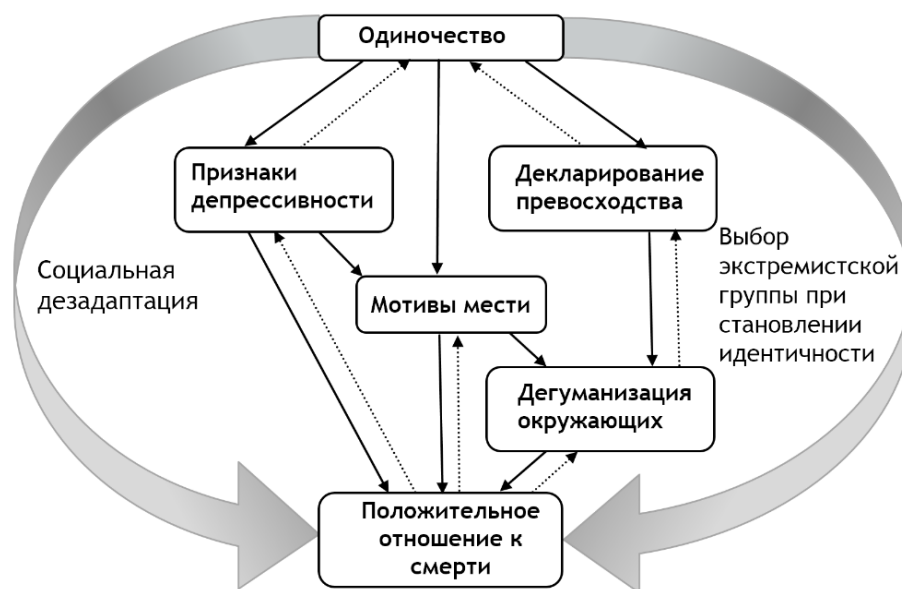 Одиночество
Признаки
депрессивности
Декларирование
превосходства
Социальная
дезадаптация
Выбор
экстремистской
группы при
становлении
идентичности
Мотивы мести
Дегуманизация
окружающих
Положительное
отношение к
смерти